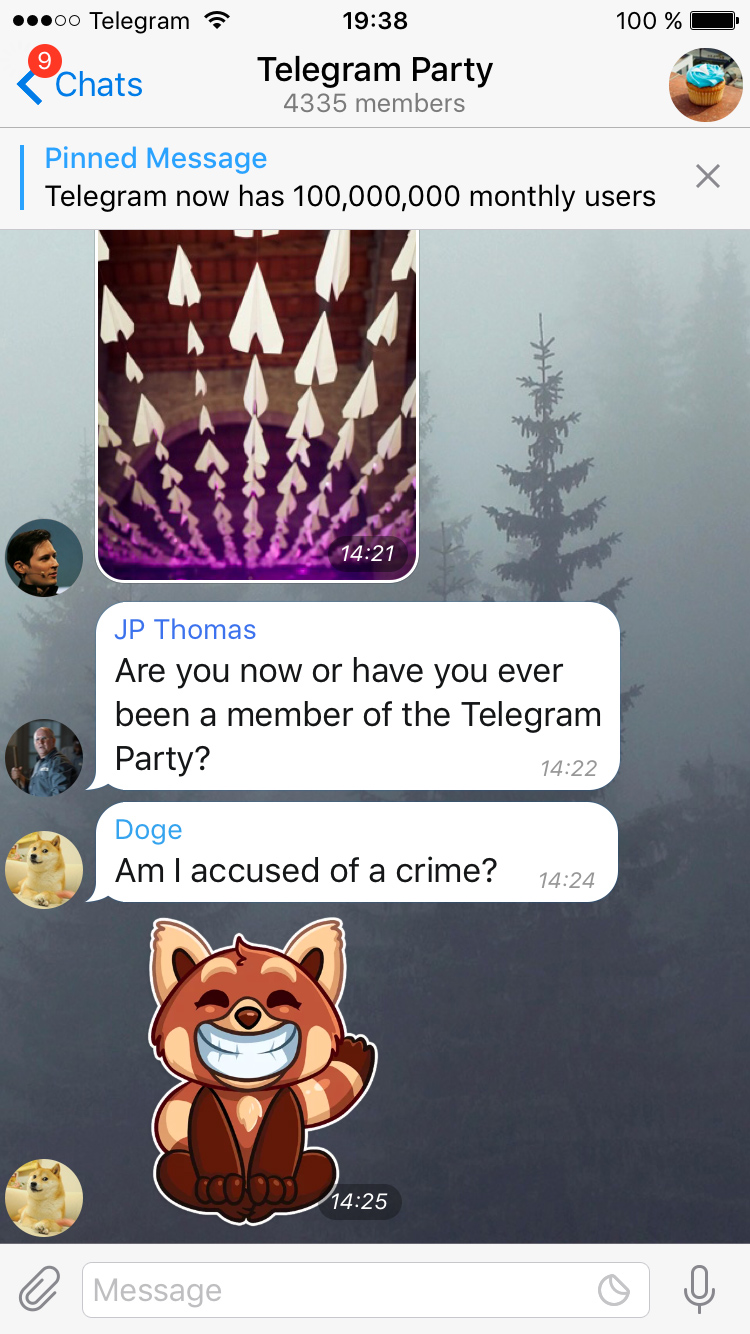 Telegram 19:38 100 %
9 Chats
Telegram Party
4335 members
Pinned Message
Telegram now has 100,000,000 monthly users
14:21
JP Thomas
Are you now or have you ever
been a member of the Telegram
Party?
14:22
Doge
Am I accused of a crime?
14:24
14:25
Message